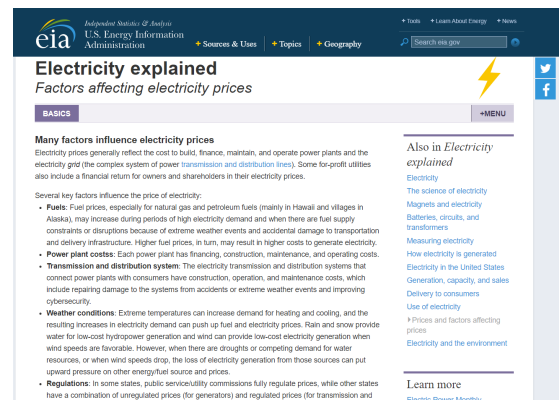 eia
Independent Statistics & Analysis
U.S. Energy Information
Administration
+ Sources & Uses
+ Topics
+ Geography
+ Tools
+ Learn About Energy
+ News
Search eia.gov
Electricity explained
Factors affecting electricity prices
BASICS
+MENU
Many factors influence electricity prices
Electricity prices generally reflect the cost to build, finance, maintain, and operate power plants and the
electricity grid (the complex system of power transmission and distribution lines). Some for-profit utilities
also include a financial return for owners and shareholders in their electricity prices.
Several key factors influence the price of electricity:
• Fuels: Fuel prices, especially for natural gas and petroleum fuels (mainly in Hawaii and villages in
Alaska), may increase during periods of high electricity demand and when there are fuel supply
constraints or disruptions because of extreme weather events and accidental damage to transportation
and delivery infrastructure. Higher fuel prices, in turn, may result in higher costs to generate electricity.
• Power plant costss: Each power plant has financing, construction, maintenance, and operating costs.
• Transmission and distribution system: The electricity transmission and distribution systems that
connect power plants with consumers have construction, operation, and maintenance costs, which
include repairing damage to the systems from accidents or extreme weather events and improving
cybersecurity.
• Weather conditions: Extreme temperatures can increase demand for heating and cooling, and the
resulting increases in electricity demand can push up fuel and electricity prices. Rain and snow provide
water for low-cost hydropower generation and wind can provide low-cost electricity generation when
wind speeds are favorable. However, when there are droughts or competing demand for water
resources, or when wind speeds drop, the loss of electricity generation from those sources can put
upward pressure on other energy/fuel source and prices.
• Regulations: In some states, public service/utility commissions fully regulate prices, while other states
have a combination of unregulated prices (for generators) and regulated prices (for transmission and
Also in Electricity
explained
Electricity
The science of electricity
Magnets and electricity
Batteries, circuits, and
transformers
Measuring electricity
How electricity is generated
Electricity in the United States
Generation, capacity, and sales
Delivery to consumers
Use of electricity
Prices and factors affecting
prices
Electricity and the environment
Learn more
Electric Power Monthly